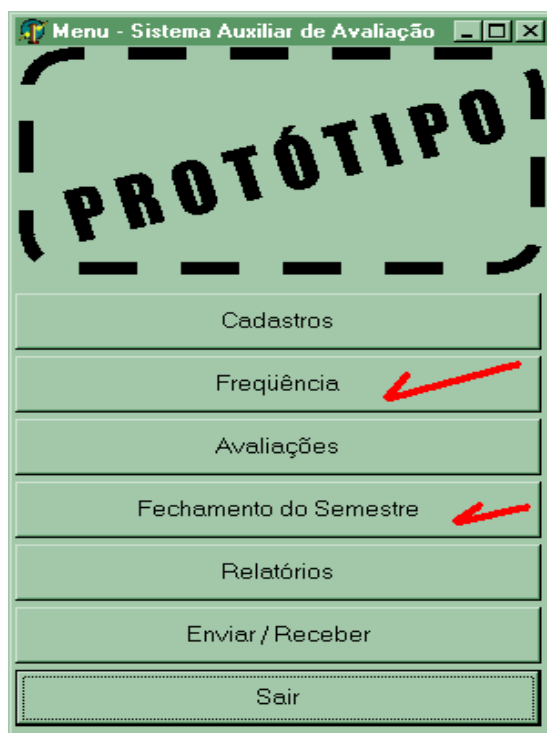 Menu - Sistema Auxiliar de Avaliação
PROTÓTIPO
Cadastros
Freqüência
Avaliações
Fechamento do Semestre
Relatórios
Enviar / Receber
Sair